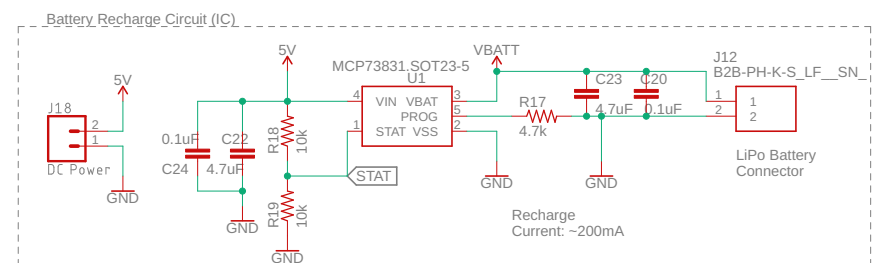 Battery Recharge Circuit (IC)
5V
J18
2
1
DC Power
GND
5V
0.1uF
C24
C22
4.7uF
GND
R18
10k
R19
10k
GND
STAT
MCP73831.SOT23-5
U1
4 VIN VBAT 3
PROG 5
1 STAT VSS 2
VBATT
R17
4.7k
GND
C23
4.7uF
C20
0.1uF
GND
J12
B2B-PH-K-S_LF__SN_
1 1
2 2
LiPo Battery
Connector
Recharge
Current: ~200mA